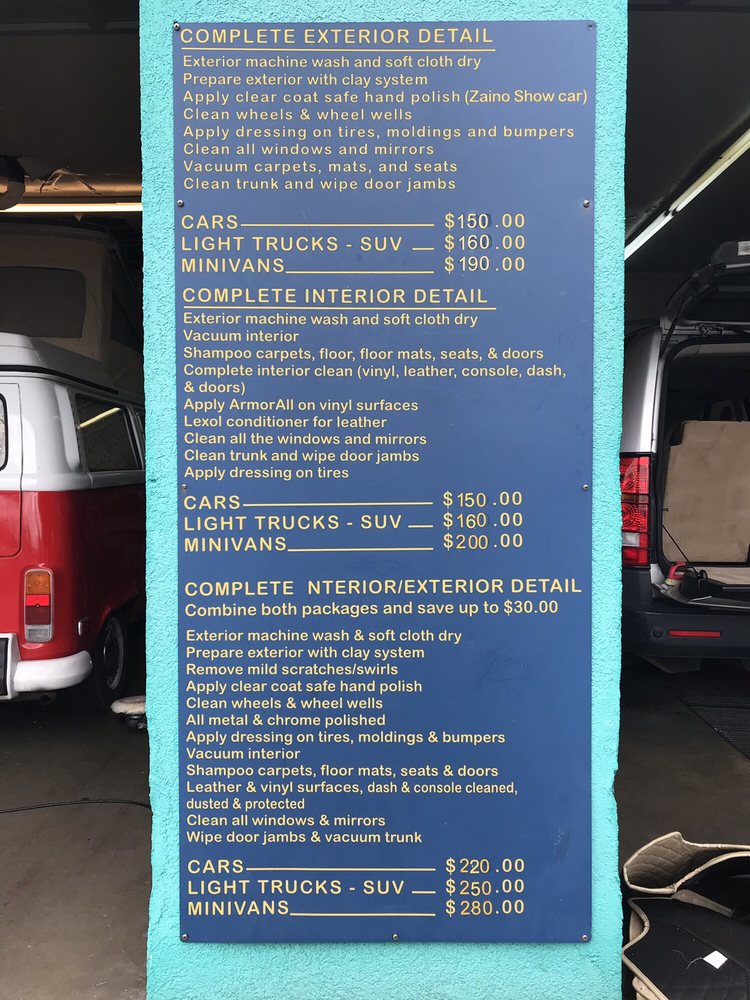 COMPLETE EXTERIOR DETAIL
Exterior machine wash and soft cloth dry
Prepare exterior with clay system
Apply clear coat safe hand polish (Zaino Show car)
Clean wheels & wheel wells
Apply dressing on tires, moldings and bumpers
Clean all windows and mirrors
Vacuum carpets, mats, and seats
Clean trunk and wipe door jambs
CARS $150.00
LIGHT TRUCKS - SUV $160.00
MINIVANS $190.00
COMPLETE INTERIOR DETAIL
Exterior machine wash and soft cloth dry
Vacuum interior
Shampoo carpets, floor, floor mats, seats, & doors
Complete interior clean (vinyl, leather, console, dash,
& doors)
Apply ArmorAll on vinyl surfaces
Lexol conditioner for leather
Clean all the windows and mirrors
Clean trunk and wipe door jambs
Apply dressing on tires
CARS $150.00
LIGHT TRUCKS - SUV $160.00
MINIVANS $200.00
COMPLETE NTERIOR/EXTERIOR DETAIL
Combine both packages and save up to $30.00
Exterior machine wash & soft cloth dry
Prepare exterior with clay system
Remove mild scratches/swirls
Apply clear coat safe hand polish
Clean wheels & wheel wells
All metal & chrome polished
Apply dressing on tires, moldings & bumpers
Vacuum interior
Shampoo carpets, floor mats, seats & doors
Leather & vinyl surfaces, dash & console cleaned,
dusted & protected
Clean all windows & mirrors
Wipe door jambs & vacuum trunk
CARS $220.00
LIGHT TRUCKS - SUV $250.00
MINIVANS $280.00